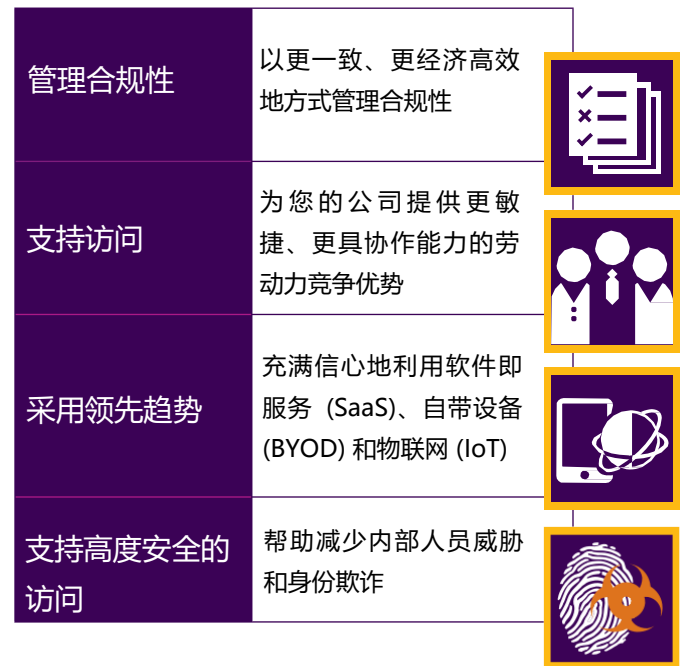 管理合规性
以更一致、更经济高效
地方式管理合规性
支持访问
为您的公司提供更敏
捷、更具协作能力的劳
动力竞争优势
采用领先趋势
充满信心地利用软件即
服务 (SaaS)、自带设备
(BYOD) 和物联网 (IoT)
支持高度安全的
访问
帮助减少内部人员威胁
和身份欺诈